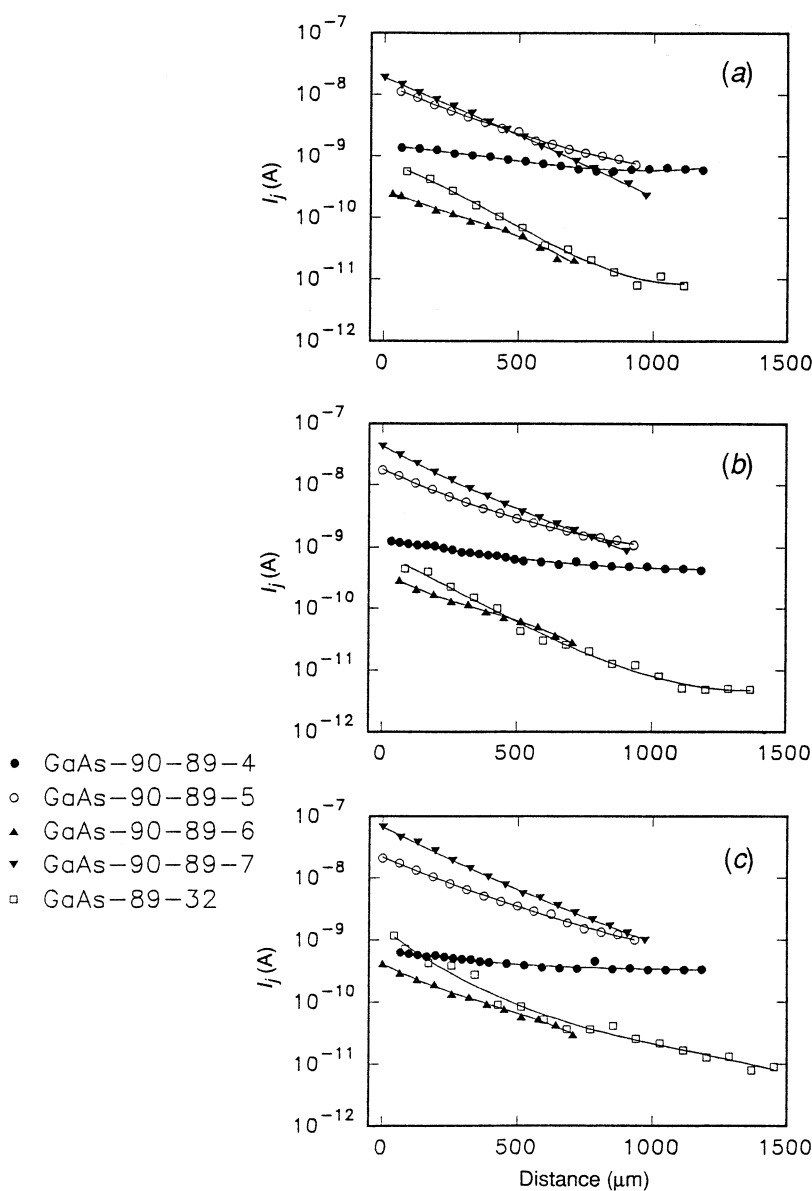 10⁻⁷
10⁻⁸
10⁻⁹
10⁻¹⁰
10⁻¹¹
10⁻¹²
I_j (A)
(a)
0 500 1000 1500
10⁻⁷
10⁻⁸
10⁻⁹
10⁻¹⁰
10⁻¹¹
10⁻¹²
I_j (A)
(b)
0 500 1000 1500
GaAs-90-89-4
GaAs-90-89-5
GaAs-90-89-6
GaAs-90-89-7
GaAs-89-32
10⁻⁷
10⁻⁸
10⁻⁹
10⁻¹⁰
10⁻¹¹
10⁻¹²
I_j (A)
(c)
0 500 1000 1500
Distance (μm)